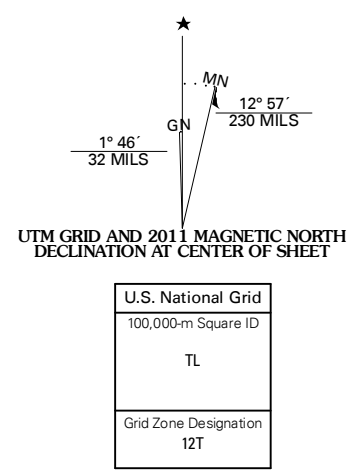 ★
MN
GN
12° 57´
230 MILS
1° 46´
32 MILS
UTM GRID AND 2011 MAGNETIC NORTH
DECLINATION AT CENTER OF SHEET
U.S. National Grid
100,000-m Square ID
TL
Grid Zone Designation
12T